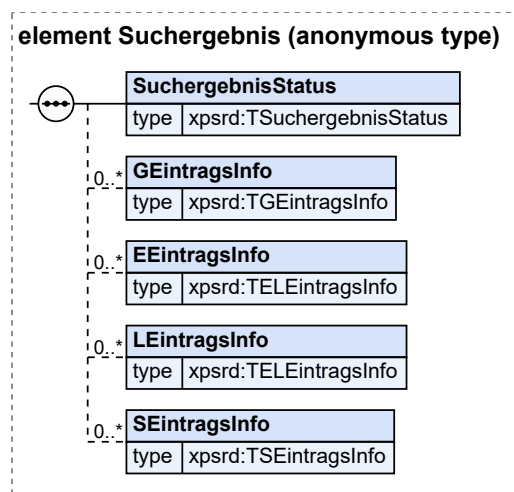 element Suchergebnis (anonymous type)
SuchergebnisStatus
type xpsrd:TSuchergebnisStatus
0..* GEintragsInfo
type xpsrd:TGEintragsInfo
0..* EEintragsInfo
type xpsrd:TELEintragsInfo
0..* LEintragsInfo
type xpsrd:TELEintragsInfo
0..* SEintragsInfo
type xpsrd:TSEintragsInfo